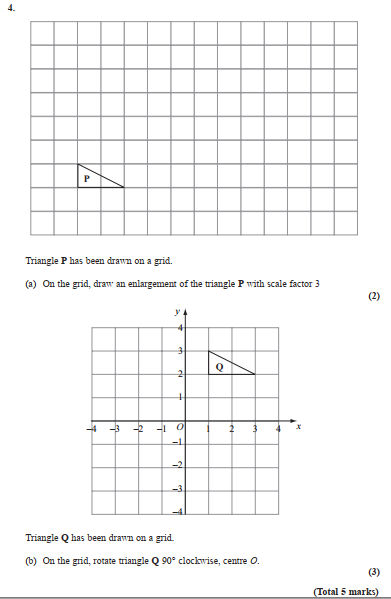 4.
P
Triangle P has been drawn on a grid.
(a) On the grid, draw an enlargement of the triangle P with scale factor 3
(2)
y
4
3
Q
2
1
–4 –3 –2 –1 O 1 2 3 4 x
–1
–2
–3
–4
Triangle Q has been drawn on a grid.
(b) On the grid, rotate triangle Q 90° clockwise, centre O.
(3)
(Total 5 marks)